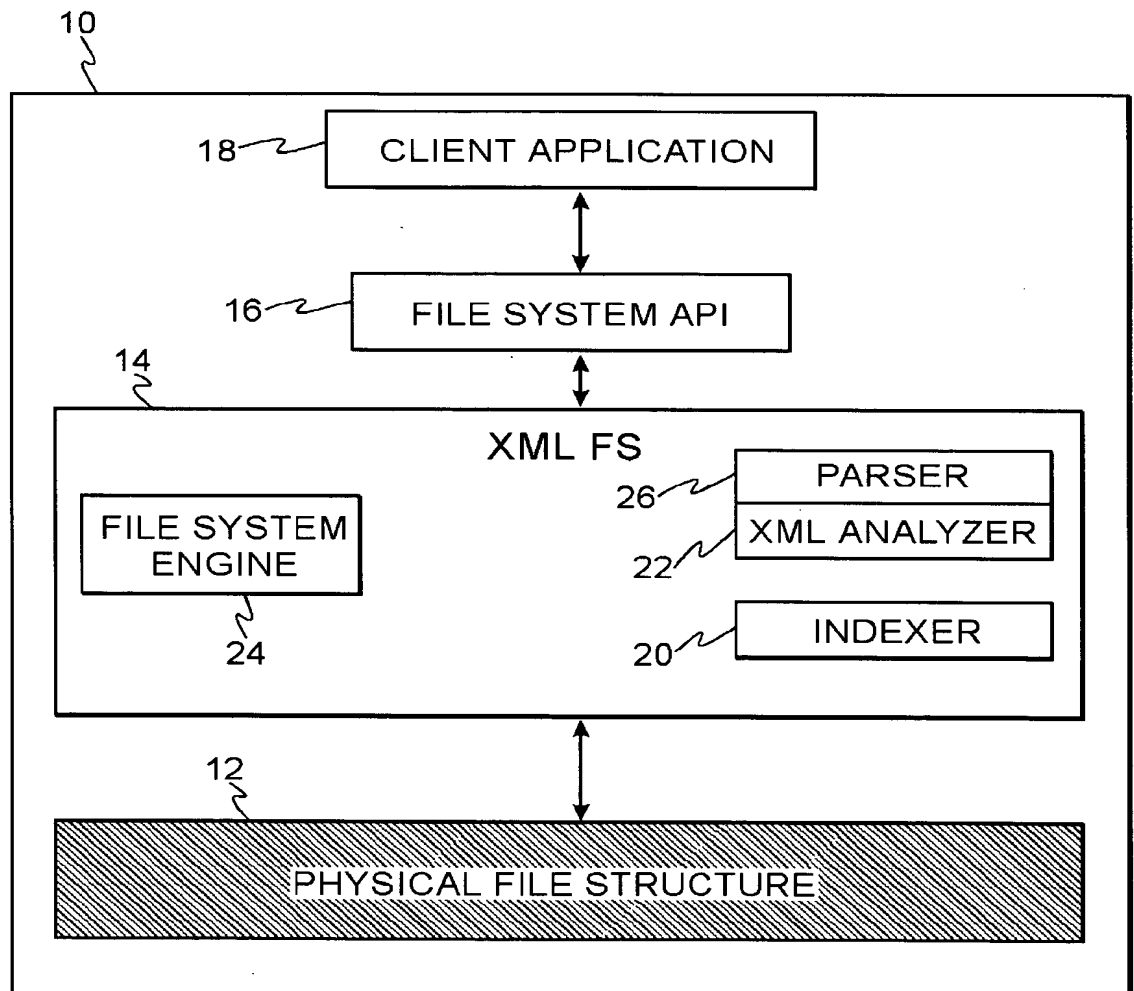 10
18
CLIENT APPLICATION
16
FILE SYSTEM API
14
XML FS
26
PARSER
FILE SYSTEM
ENGINE
22
XML ANALYZER
24
20
INDEXER
12
PHYSICAL FILE STRUCTURE